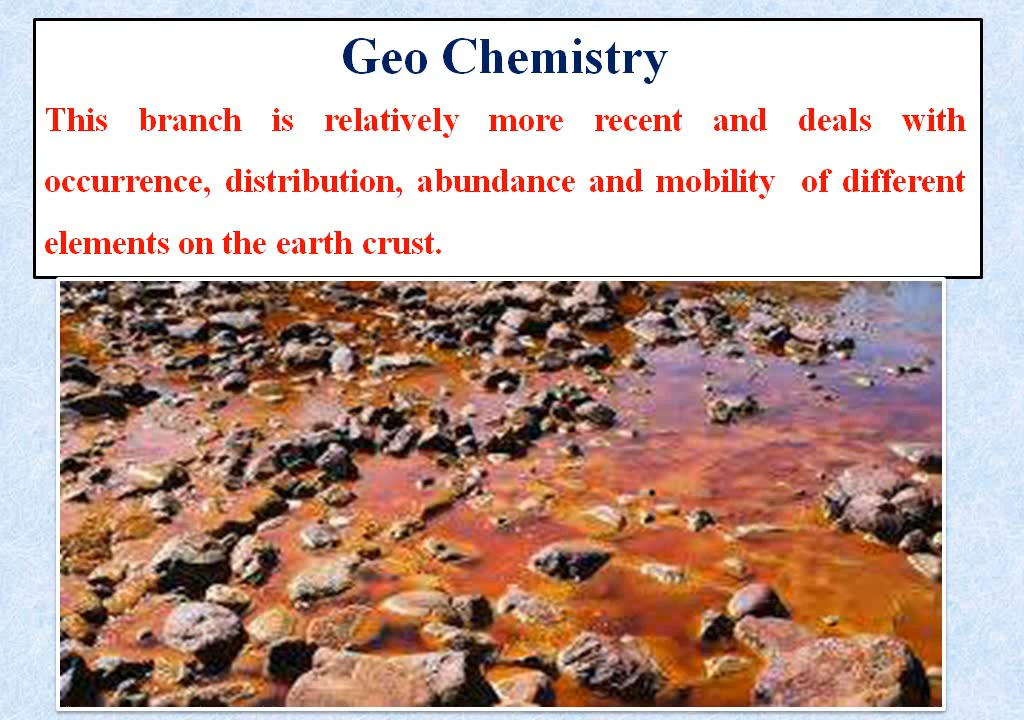 Geo Chemistry
This branch is relatively more recent and deals with
occurrence, distribution, abundance and mobility of different
elements on the earth crust.